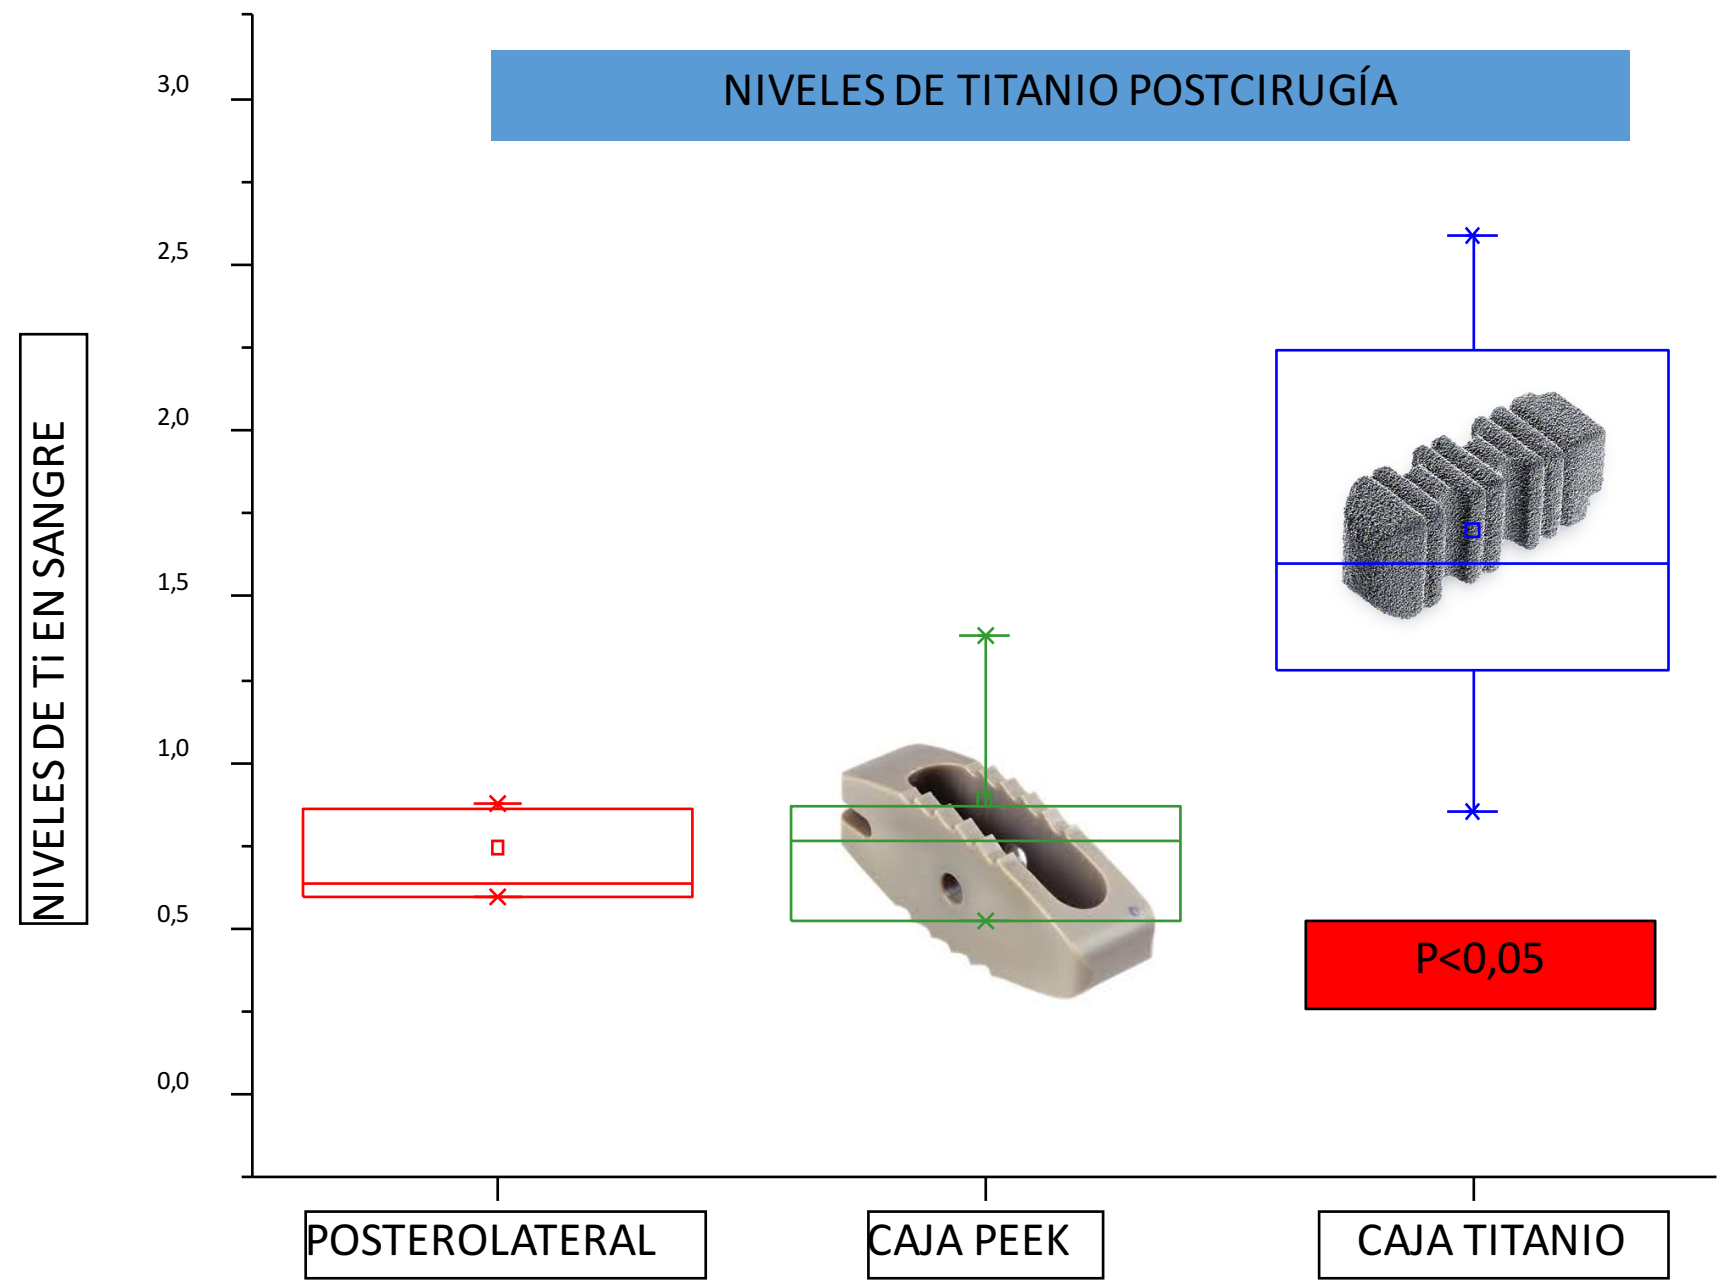 NIVELES DE TITANIO POSTCIRUGÍA
NIVELES DE Ti EN SANGRE
3,0
2,5
2,0
1,5
1,0
0,5
0,0
P<0,05
POSTEROLATERAL
CAJA PEEK
CAJA TITANIO